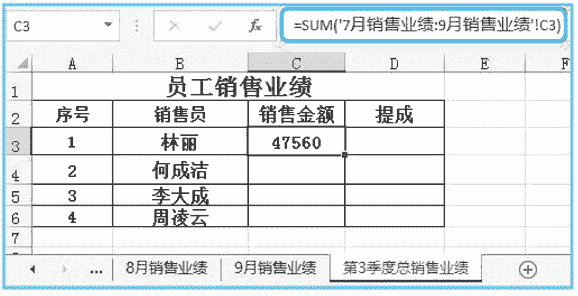 C3 fx =SUM('7月销售业绩:9月销售业绩'!C3)
A B C D E F
1 员工销售业绩
2 序号 销售员 销售金额 提成
3 1 林丽 47560
4 2 何成洁
5 3 李大成
6 4 周凌云
7
... 8月销售业绩 9月销售业绩 第3季度总销售业绩